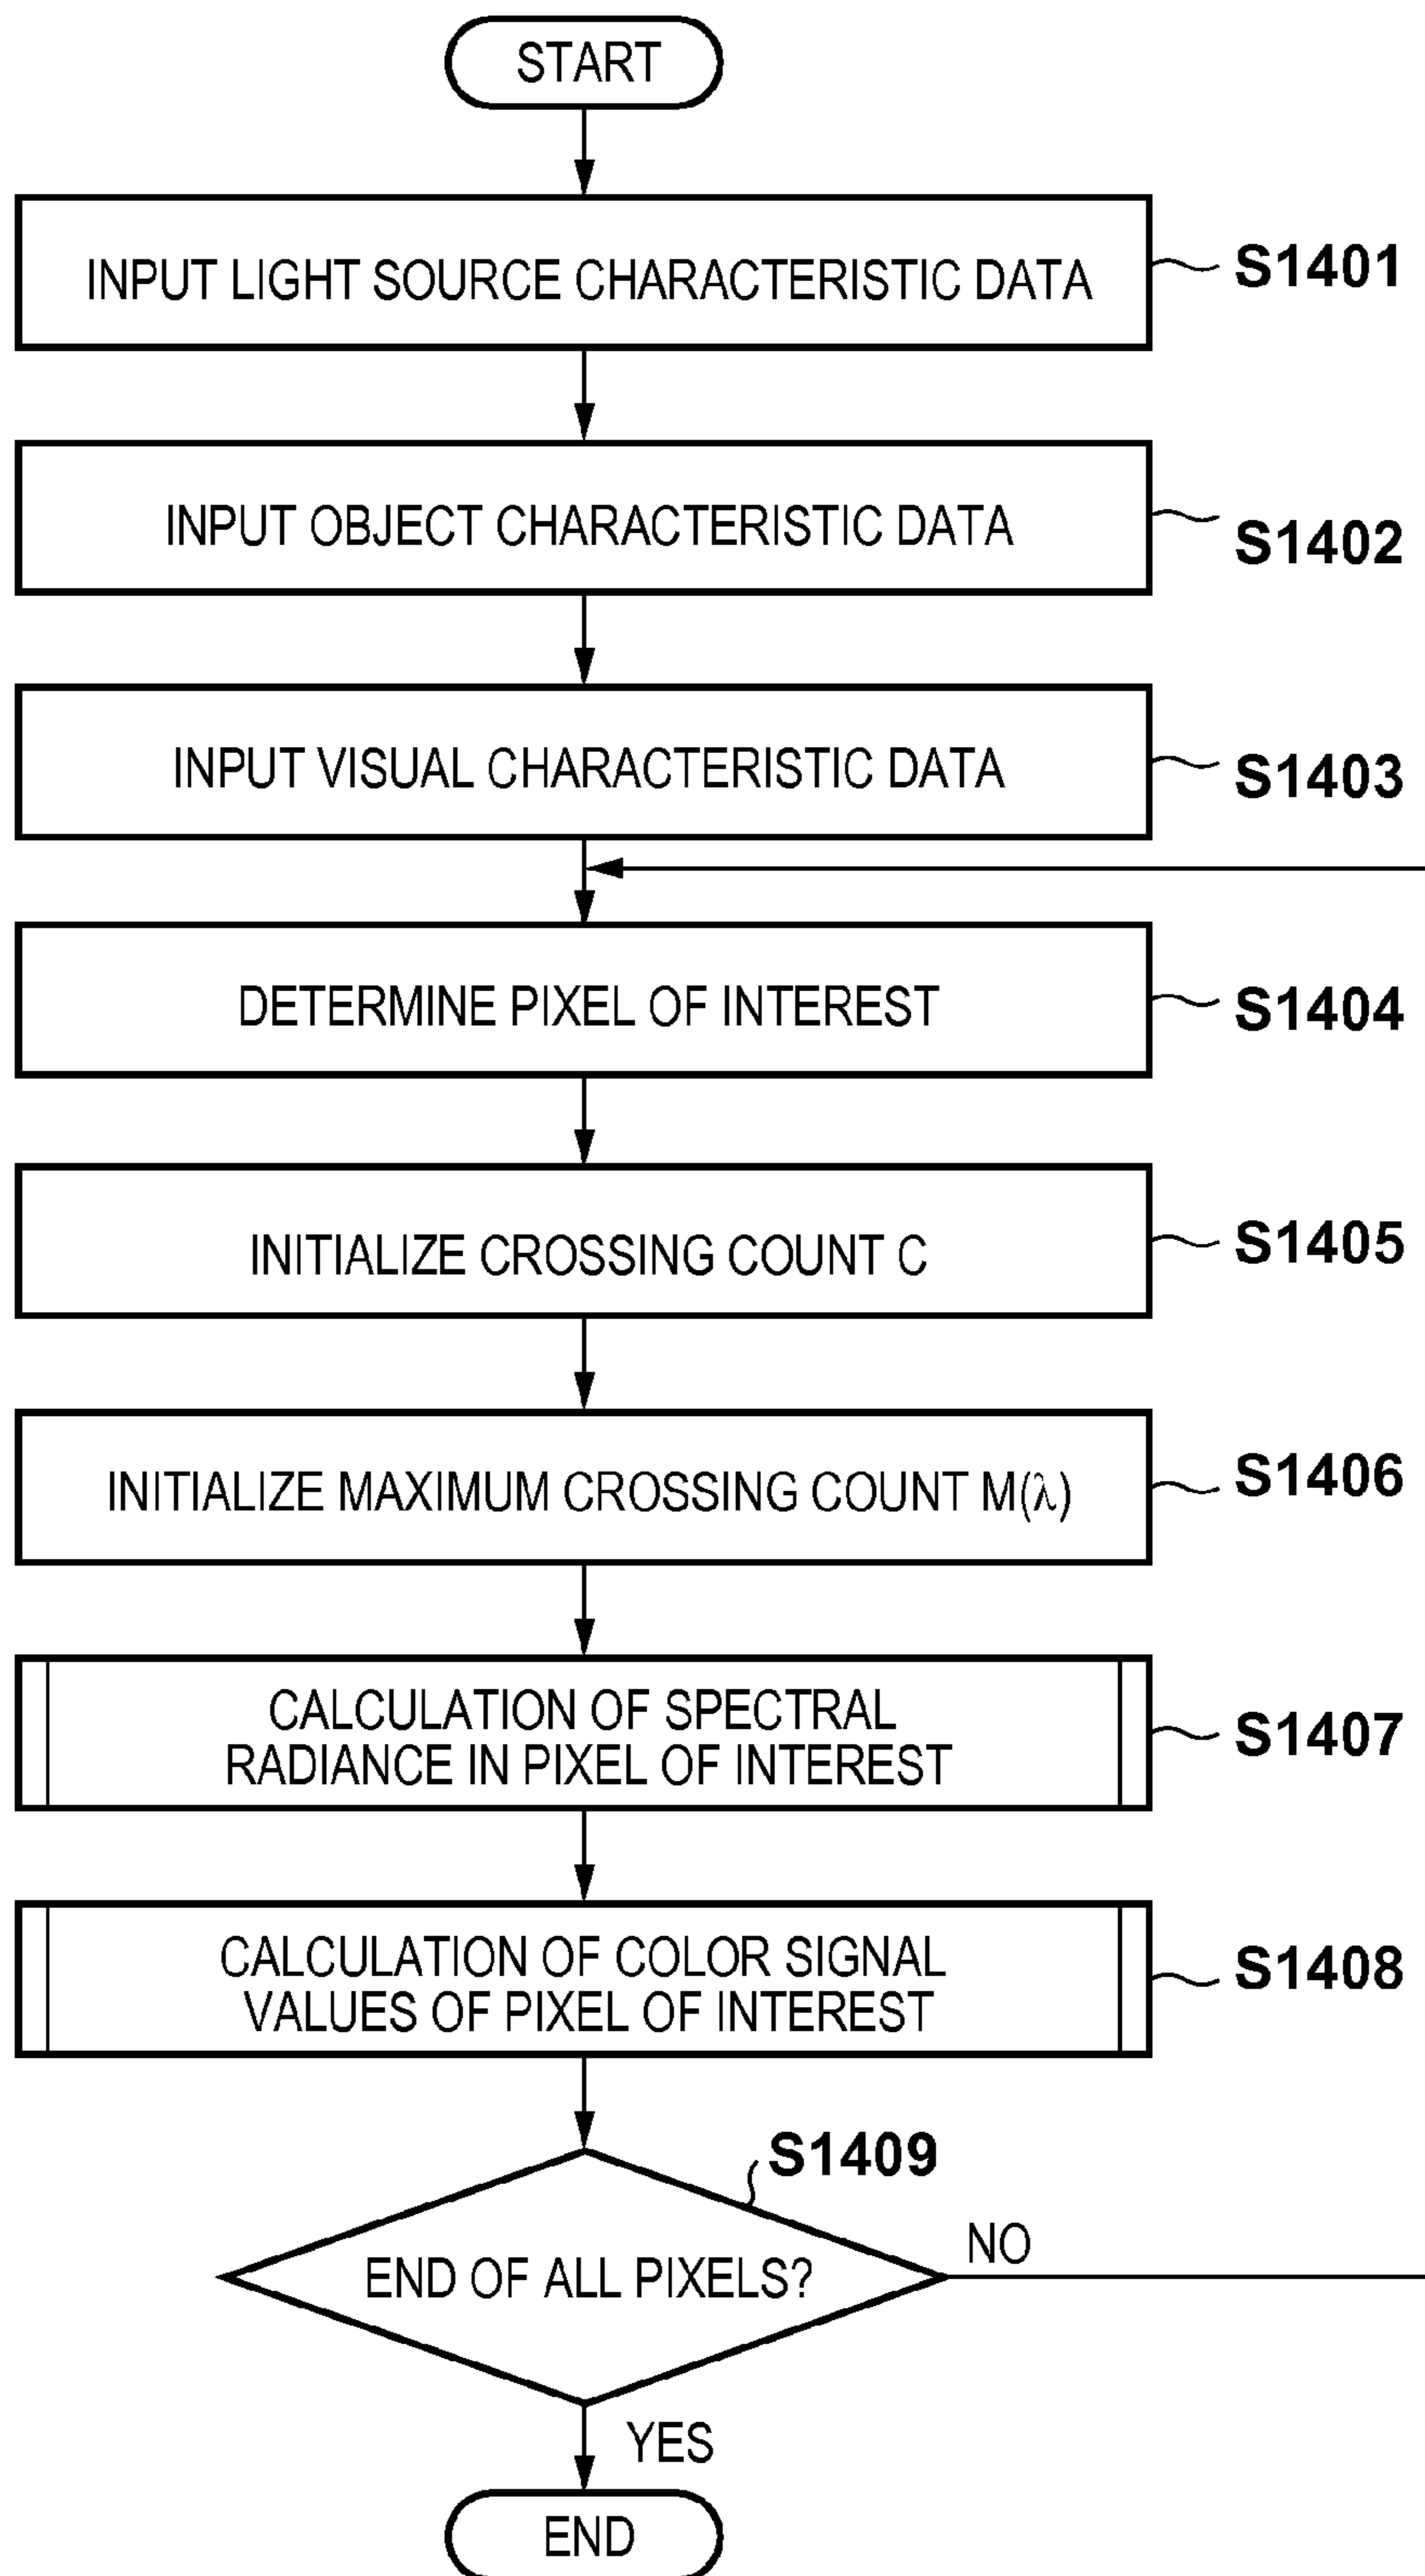 START
INPUT LIGHT SOURCE CHARACTERISTIC DATA
S1401
INPUT OBJECT CHARACTERISTIC DATA
S1402
INPUT VISUAL CHARACTERISTIC DATA
S1403
DETERMINE PIXEL OF INTEREST
S1404
INITIALIZE CROSSING COUNT C
S1405
INITIALIZE MAXIMUM CROSSING COUNT M(λ)
S1406
CALCULATION OF SPECTRAL
RADIANCE IN PIXEL OF INTEREST
S1407
CALCULATION OF COLOR SIGNAL
VALUES OF PIXEL OF INTEREST
S1408
S1409
END OF ALL PIXELS?
NO
YES
END